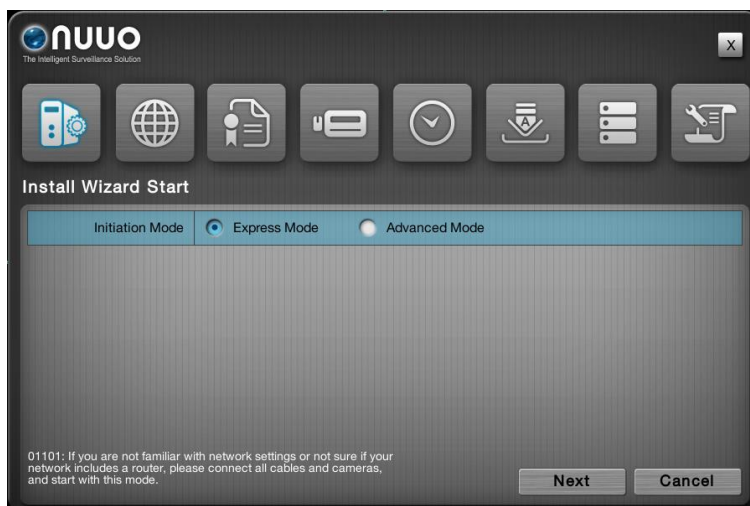 nuuo
The Intelligent Surveillance Solution
X
A
Install Wizard Start
Initiation Mode Express Mode Advanced Mode
01101: If you are not familiar with network settings or not sure if your
network includes a router, please connect all cables and cameras,
and start with this mode.
Next Cancel